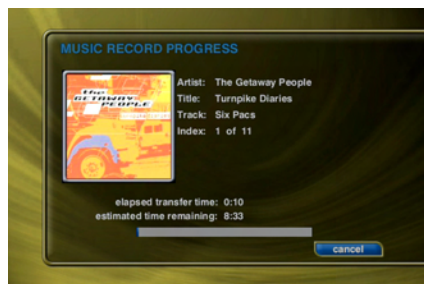 MUSIC RECORD PROGRESS
the
GETAWAY
PEOPLE
Artist: The Getaway People
Title: Turnpike Diaries
Track: Six Pacs
Index: 1 of 11
elapsed transfer time: 0:10
estimated time remaining: 8:33
cancel